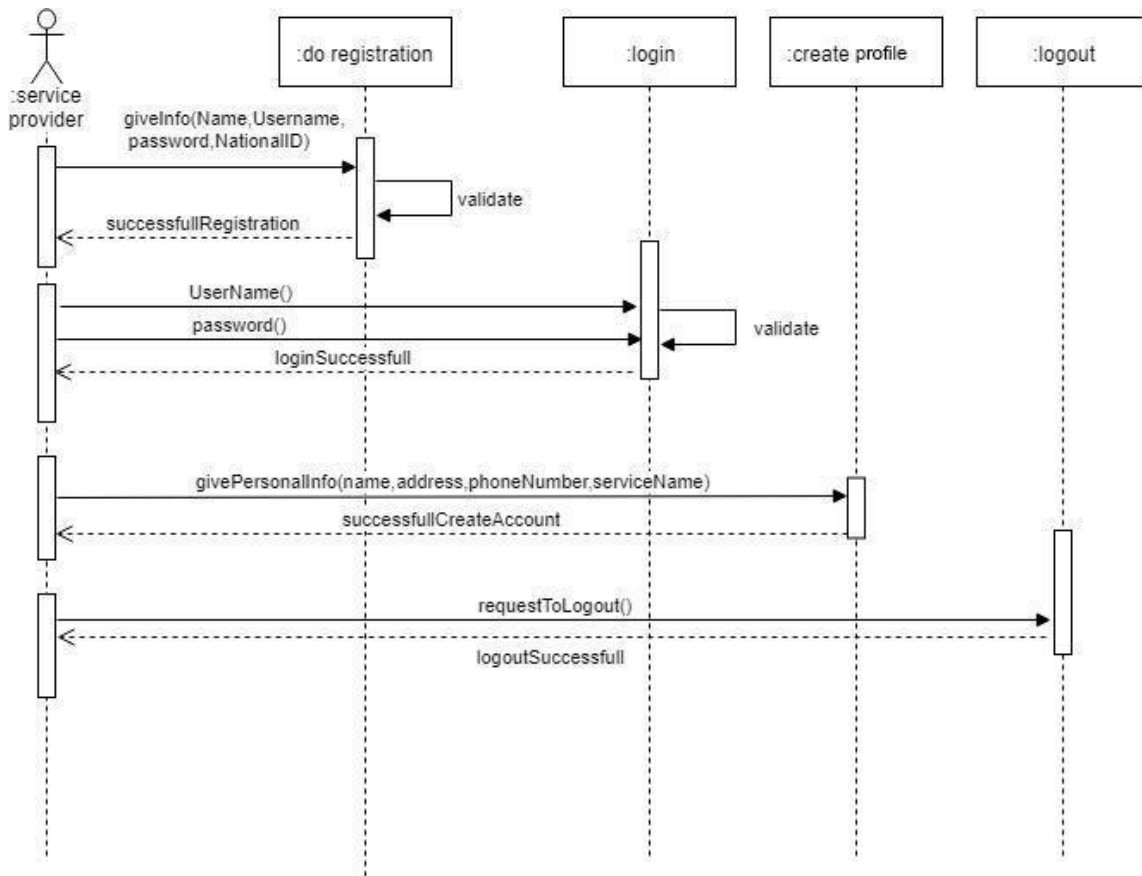 :service
provider
:do registration
:login
:create profile
:logout
giveInfo(Name,Username,
password,NationalID)
validate
successfullRegistration
UserName()
password()
validate
loginSuccessfull
givePersonalInfo(name,address,phoneNumber,serviceName)
successfullCreateAccount
requestToLogout()
logoutSuccessfull